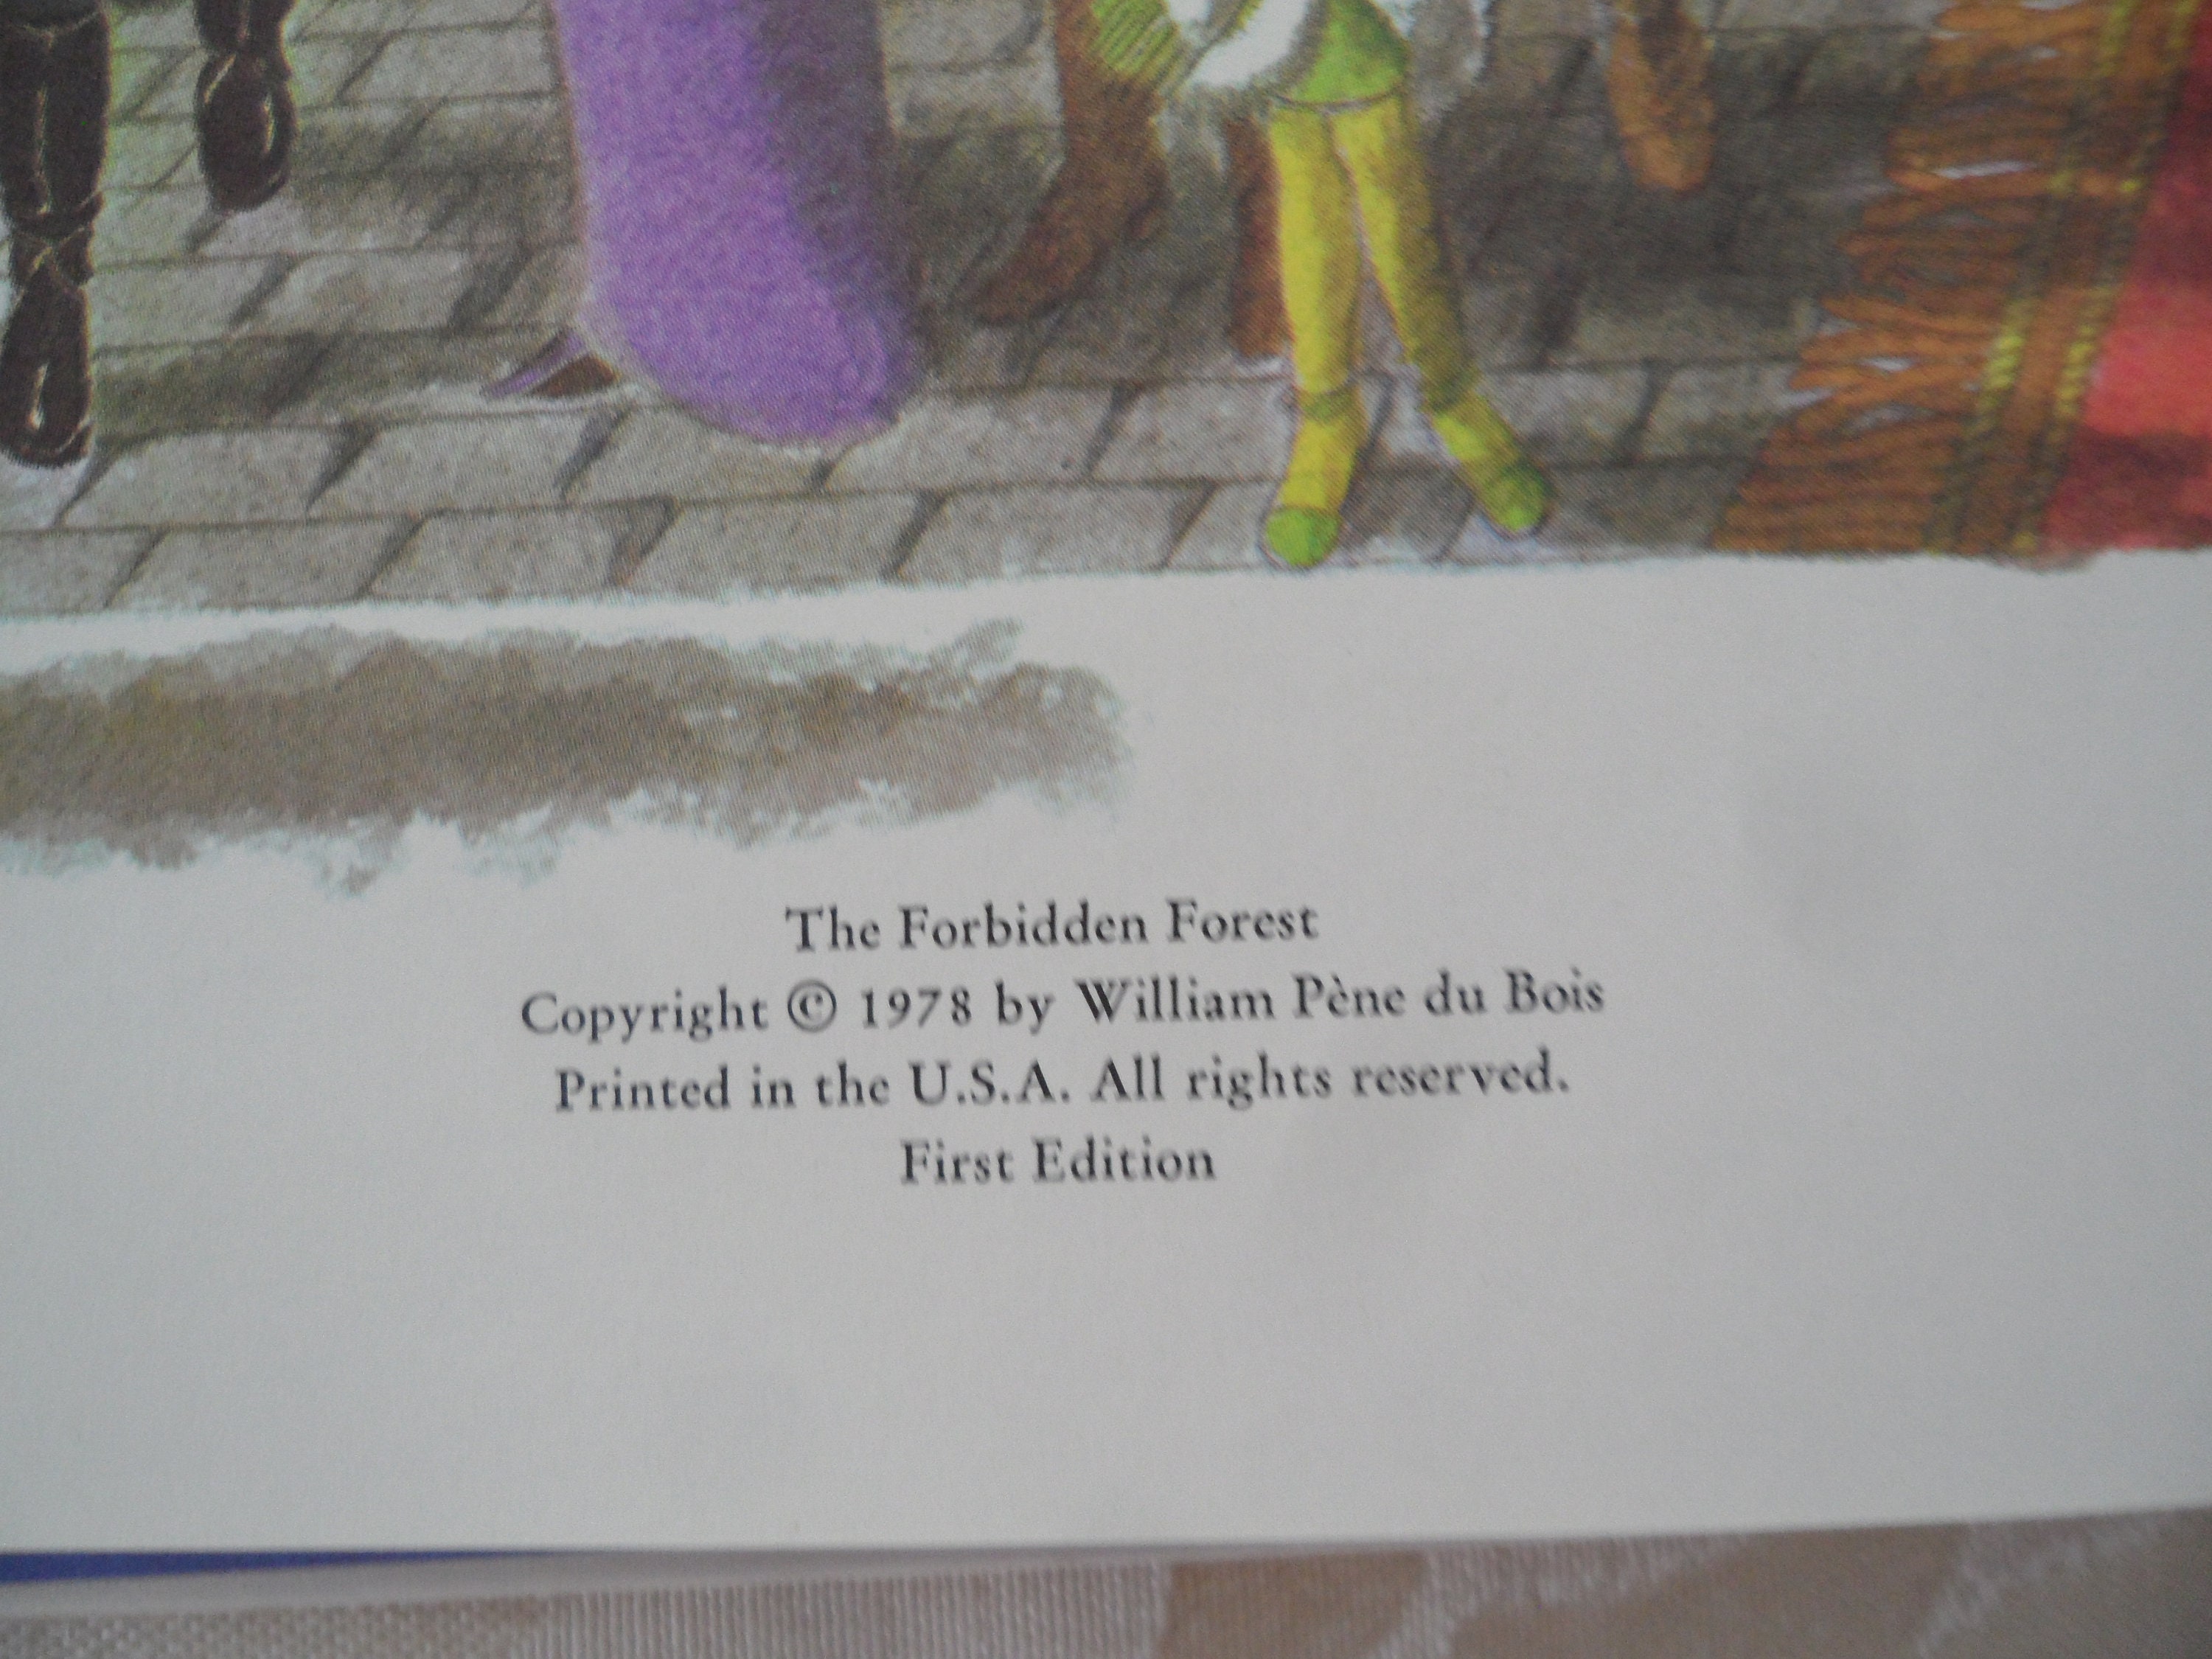 The Forbidden Forest
Copyright © 1978 by William Pène du Bois
Printed in the U.S.A. All rights reserved.
First Edition